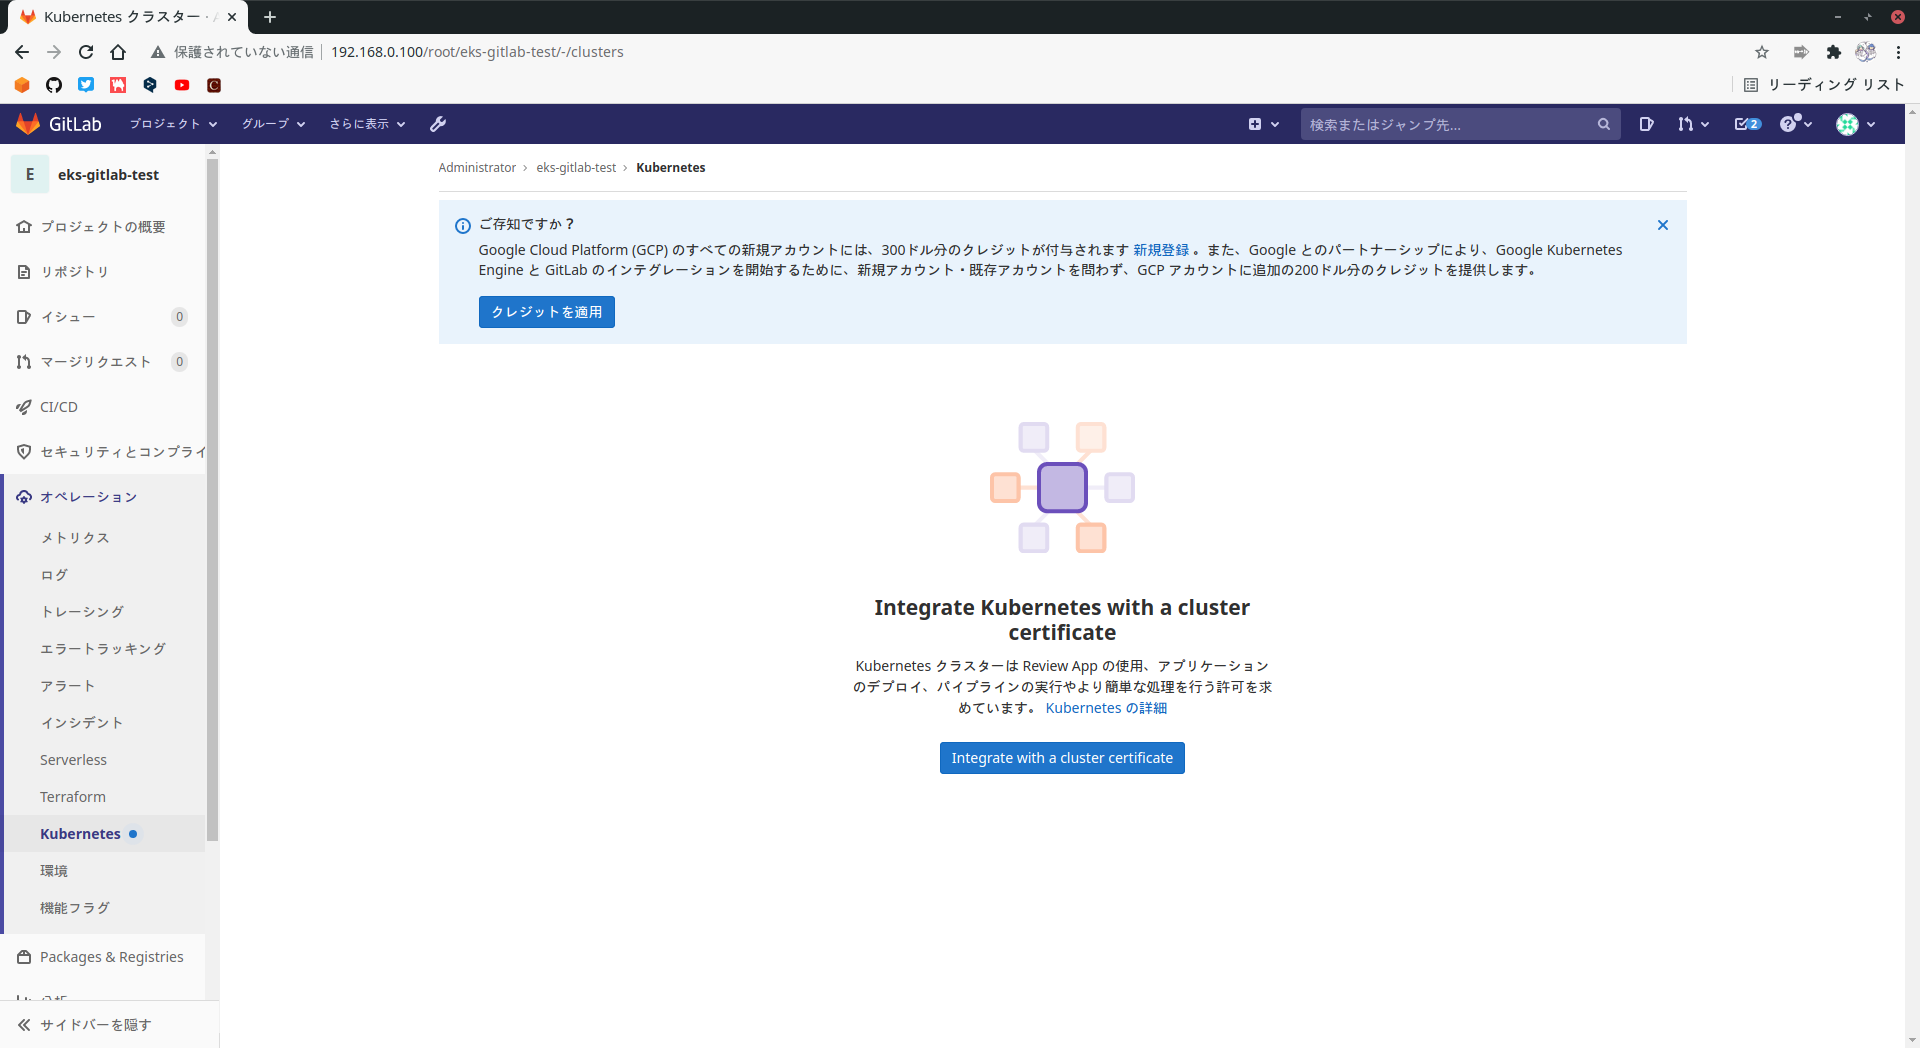 Kubernetes クラスター ·
保護されていない通信
192.168.0.100/root/eks-gitlab-test/-/clusters
リーディング リスト
GitLab
プロジェクト
グループ
さらに表示
検索またはジャンプ先...
2
E
eks-gitlab-test
プロジェクトの概要
リポジトリ
イシュー 0
マージリクエスト 0
CI/CD
セキュリティとコンプライ
オペレーション
メトリクス
ログ
トレーシング
エラートラッキング
アラート
インシデント
Serverless
Terraform
Kubernetes
環境
機能フラグ
Packages & Registries
サイドバーを隠す
Administrator › eks-gitlab-test › Kubernetes
ご存知ですか？
Google Cloud Platform (GCP) のすべての新規アカウントには、300ドル分のクレジットが付与されます 新規登録 。また、Google とのパートナーシップにより、Google Kubernetes
Engine と GitLab のインテグレーションを開始するために、新規アカウント・既存アカウントを問わず、GCP アカウントに追加の200ドル分のクレジットを提供します。
クレジットを適用
Integrate Kubernetes with a cluster
certificate
Kubernetes クラスターは Review App の使用、アプリケーション
のデプロイ、パイプラインの実行やより簡単な処理を行う許可を求
めています。 Kubernetes の詳細
Integrate with a cluster certificate